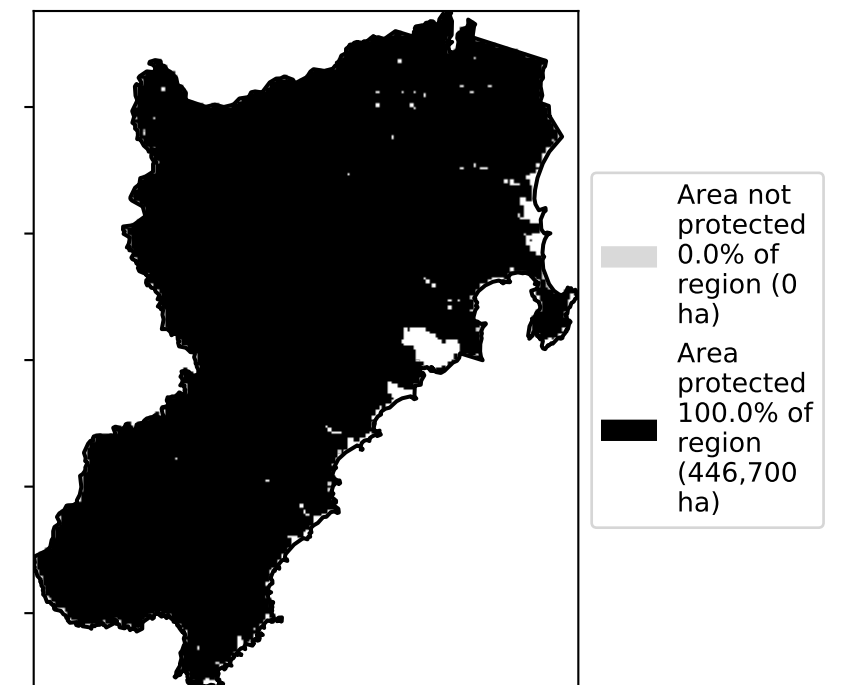 Area not
protected
0.0% of
region (0
ha)
Area
protected
100.0% of
region
(446,700
ha)